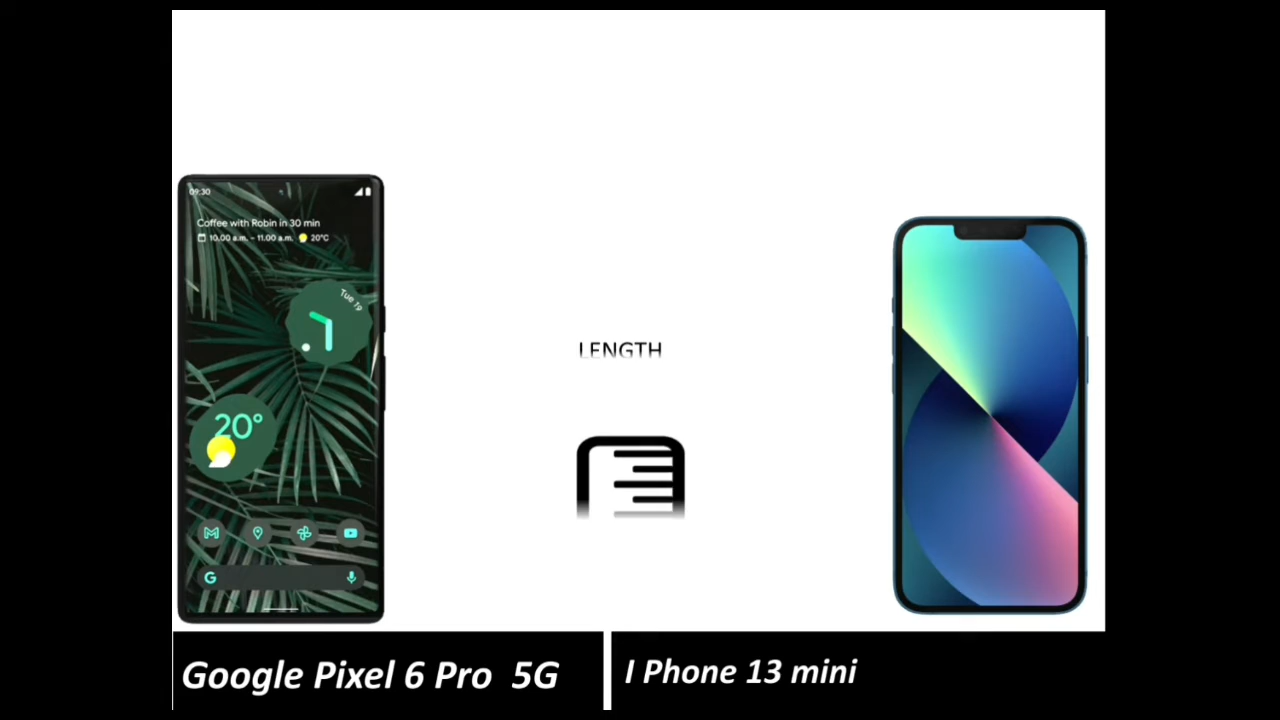 09:30
Coffee with Robin in 30 min
10.00 a.m. – 11.00 a.m. 20°C
Tue 19
LENGTH
20°
G
Google Pixel 6 Pro 5G
I Phone 13 mini